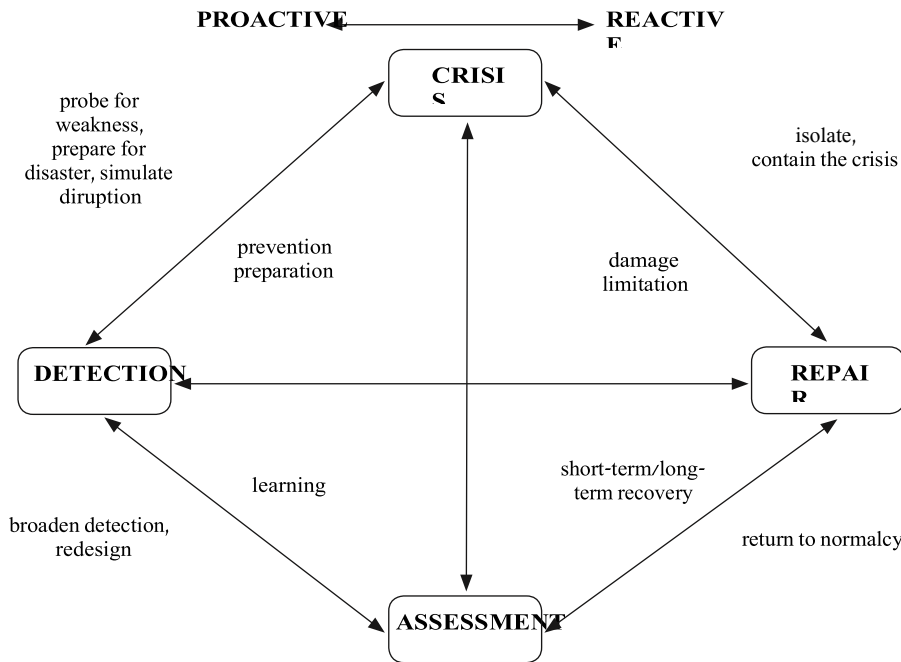 PROACTIVE
REACTIV
E
CRISI
S
probe for
weakness,
prepare for
disaster, simulate
diruption
isolate,
contain the crisis
prevention
preparation
damage
limitation
DETECTION
REPAI
R
learning
short-term/long-
term recovery
broaden detection,
redesign
return to normalcy
ASSESSMENT